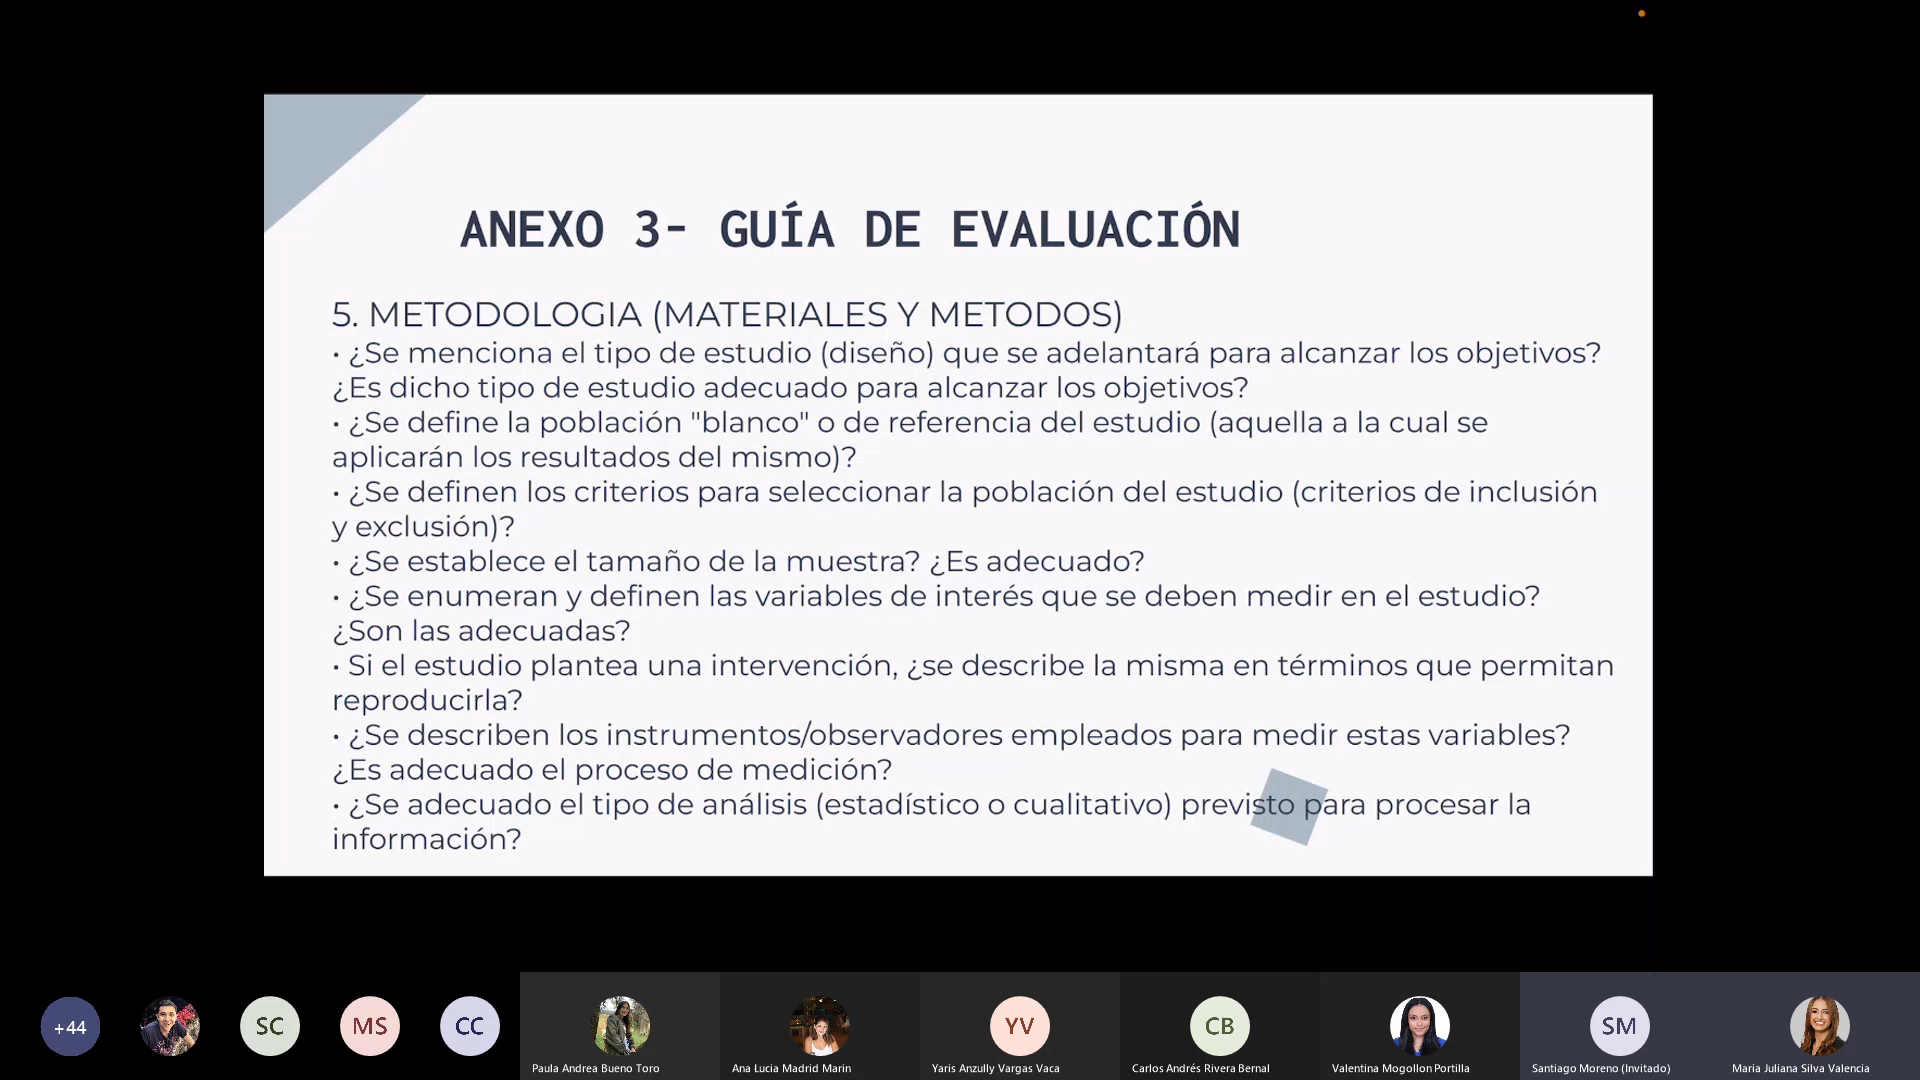 ANEXO 3- GUÍA DE EVALUACIÓN
5. METODOLOGIA (MATERIALES Y METODOS)
• ¿Se menciona el tipo de estudio (diseño) que se adelantará para alcanzar los objetivos?
¿Es dicho tipo de estudio adecuado para alcanzar los objetivos?
• ¿Se define la población "blanco" o de referencia del estudio (aquella a la cual se
aplicarán los resultados del mismo)?
• ¿Se definen los criterios para seleccionar la población del estudio (criterios de inclusión
y exclusión)?
• ¿Se establece el tamaño de la muestra? ¿Es adecuado?
• ¿Se enumeran y definen las variables de interés que se deben medir en el estudio?
¿Son las adecuadas?
• Si el estudio plantea una intervención, ¿se describe la misma en términos que permitan
reproducirla?
• ¿Se describen los instrumentos/observadores empleados para medir estas variables?
¿Es adecuado el proceso de medición?
• ¿Se adecuado el tipo de análisis (estadístico o cualitativo) previsto para procesar la
información?
+44 SC MS CC YV CB SM
Paula Andrea Bueno Toro Ana Lucia Madrid Marin Yaris Anzully Vargas Vaca Carlos Andrés Rivera Bernal Valentina Mogollon Portilla Santiago Moreno (Invitado) Maria Juliana Silva Valencia